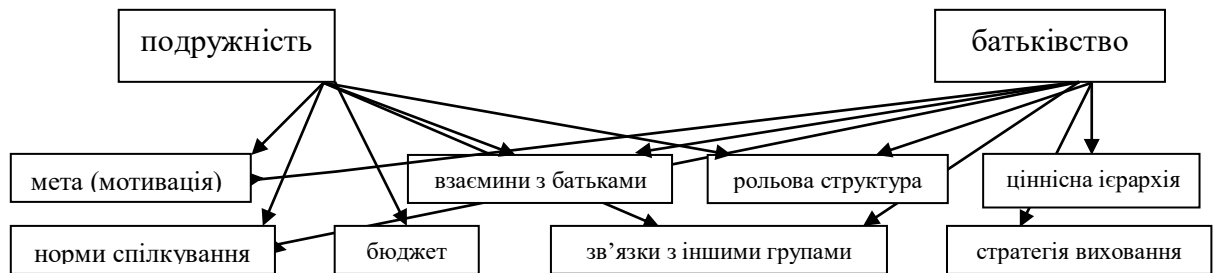 подружність
батьківство
мета (мотивація)
взаємини з батьками
рольова структура
ціннісна ієрархія
норми спілкування
бюджет
зв’язки з іншими групами
стратегія виховання